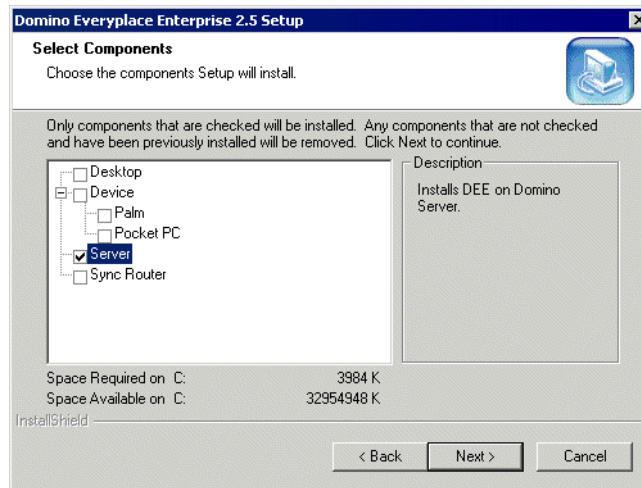 Domino Everyplace Enterprise 2.5 Setup
Select Components
Choose the components Setup will install.
Only components that are checked will be installed. Any components that are not checked
and have been previously installed will be removed. Click Next to continue.
Desktop
Device
Palm
Pocket PC
Server
Sync Router
Description
Installs DEE on Domino
Server.
Space Required on C: 3984 K
Space Available on C: 32954948 K
InstallShield
< Back
Next >
Cancel